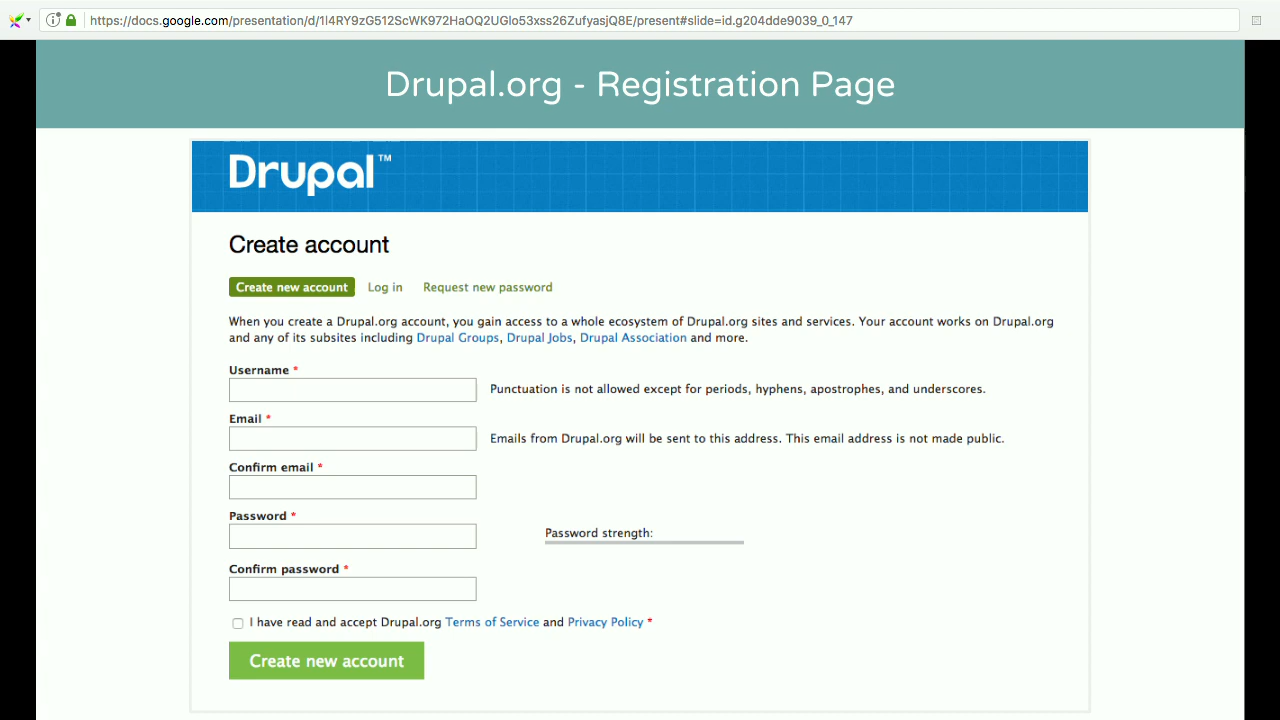 https://docs.google.com/presentation/d/1l4RY9zG512ScWK972HaOQ2UGlo53xss26ZufyasjQ8E/present#slide=id.g204dde9039_0_147
Drupal.org - Registration Page
Drupal™
Create account
Create new account Log in Request new password
When you create a Drupal.org account, you gain access to a whole ecosystem of Drupal.org sites and services. Your account works on Drupal.org
and any of its subsites including Drupal Groups, Drupal Jobs, Drupal Association and more.
Username *
Punctuation is not allowed except for periods, hyphens, apostrophes, and underscores.
Email *
Emails from Drupal.org will be sent to this address. This email address is not made public.
Confirm email *
Password *
Password strength:
Confirm password *
I have read and accept Drupal.org Terms of Service and Privacy Policy *
Create new account